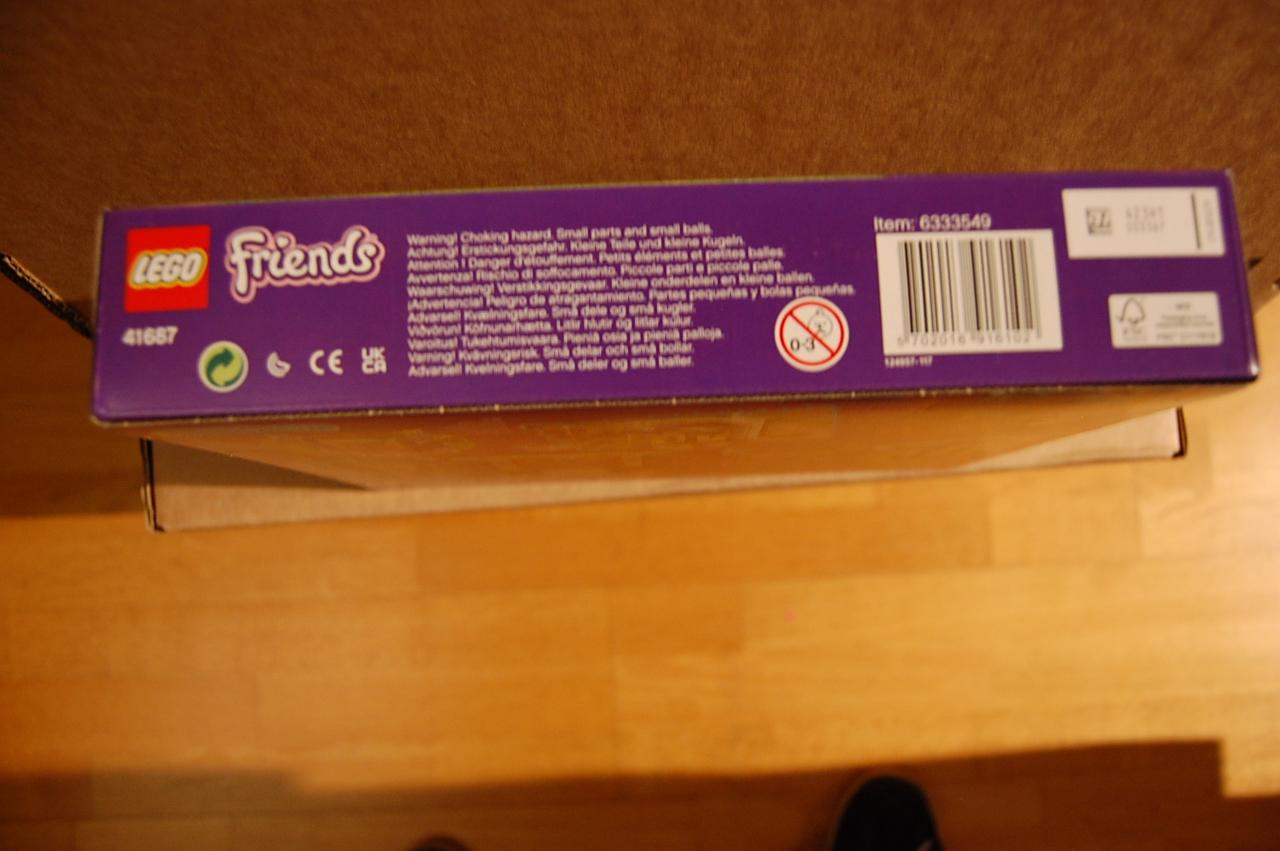 LEGO
Friends
41687
CE
UK
CA
Warning! Choking hazard. Small parts and small balls.
Achtung! Erstickungsgefahr. Kleine Teile und kleine Kugeln.
Attention ! Danger d'étouffement. Petits éléments et petites balles.
Avvertenza! Rischio di soffocamento. Piccole parti e piccole palle.
Waarschuwing! Verstikkingsgevaar. Kleine onderdelen en kleine ballen.
¡Advertencia! Peligro de atragantamiento. Partes pequeñas y bolas pequeñas.
Advarsel! Kvælningsfare. Små dele og små kugler.
Viðvörun! Köfnunarhætta. Litlir hlutir og litlar kúlur.
Varoitus! Tukehtumisvaara. Pieniä osia ja pieniä palloja.
Varning! Kvävningsrisk. Små delar och små bollar.
Advarsel! Kvelningsfare. Små deler og små baller.
0-3
Item: 6333549
5 702016 916102